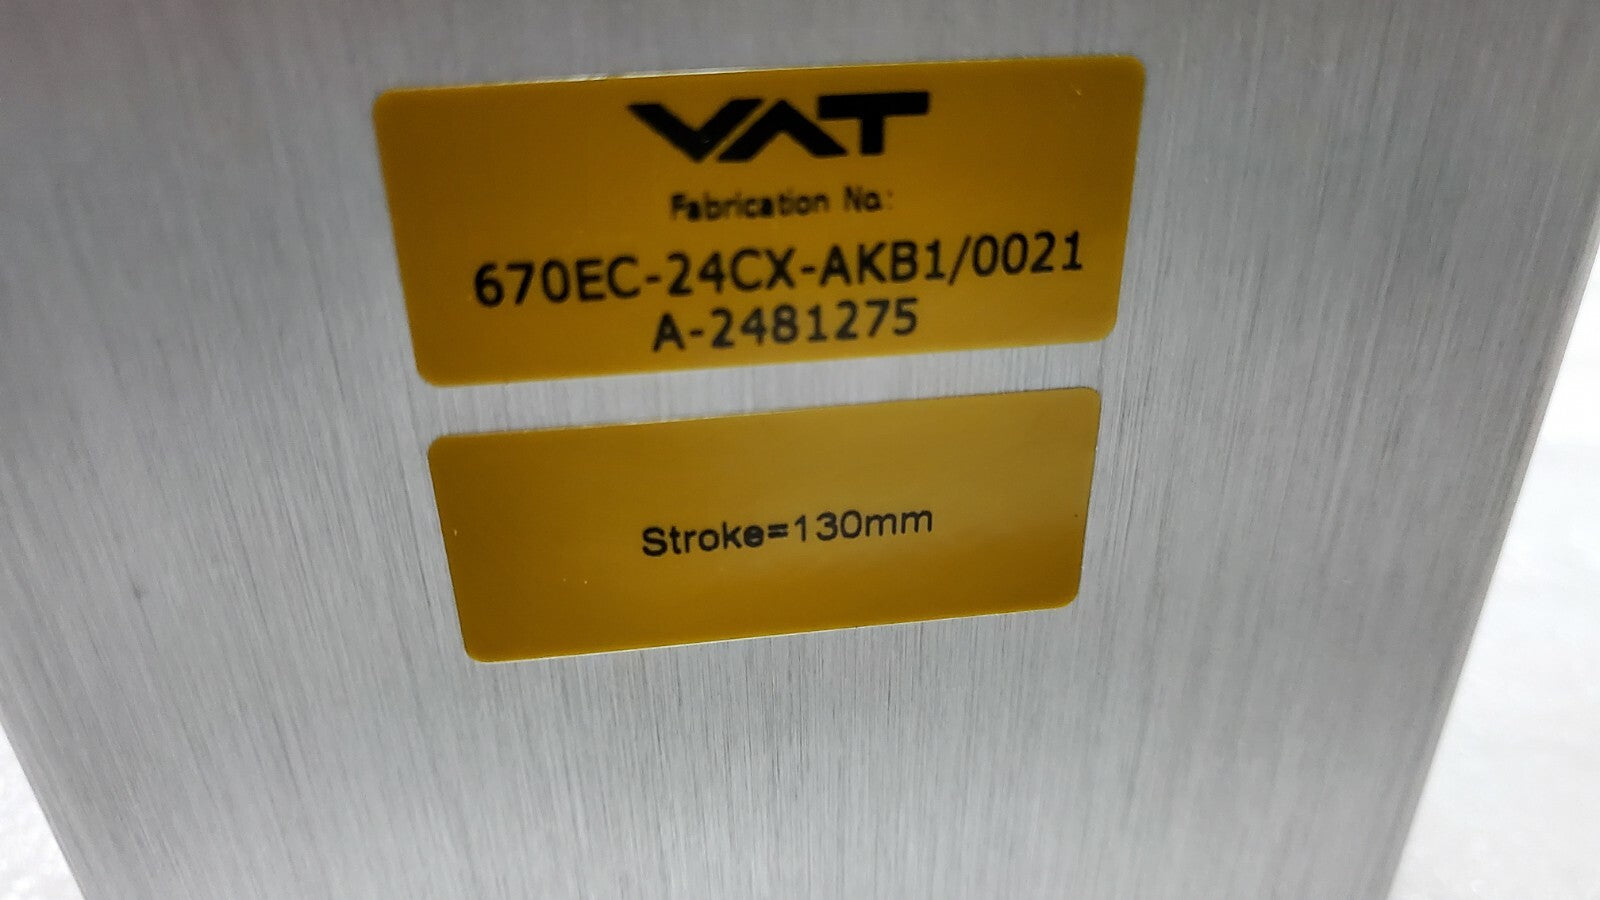 VAT
Fabrication No.:
670EC-24CX-AKB1/0021
A-2481275
Stroke=130mm